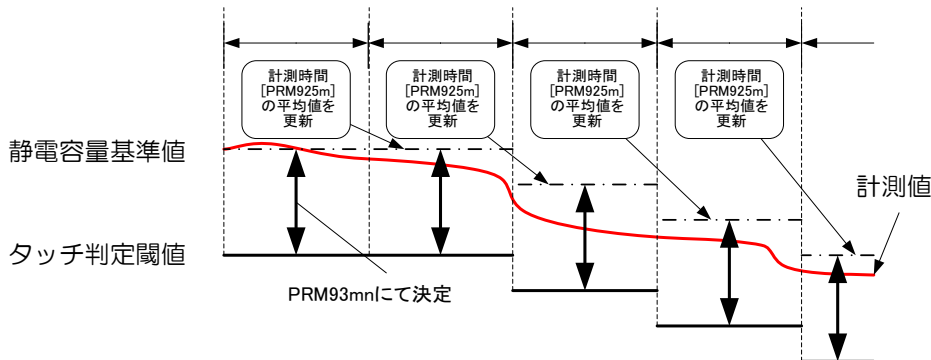 計測時間
[PRM925m]
の平均値を
更新
計測時間
[PRM925m]
の平均値を
更新
計測時間
[PRM925m]
の平均値を
更新
計測時間
[PRM925m]
の平均値を
更新
静電容量基準値
計測値
タッチ判定閾値
PRM93mnにて決定